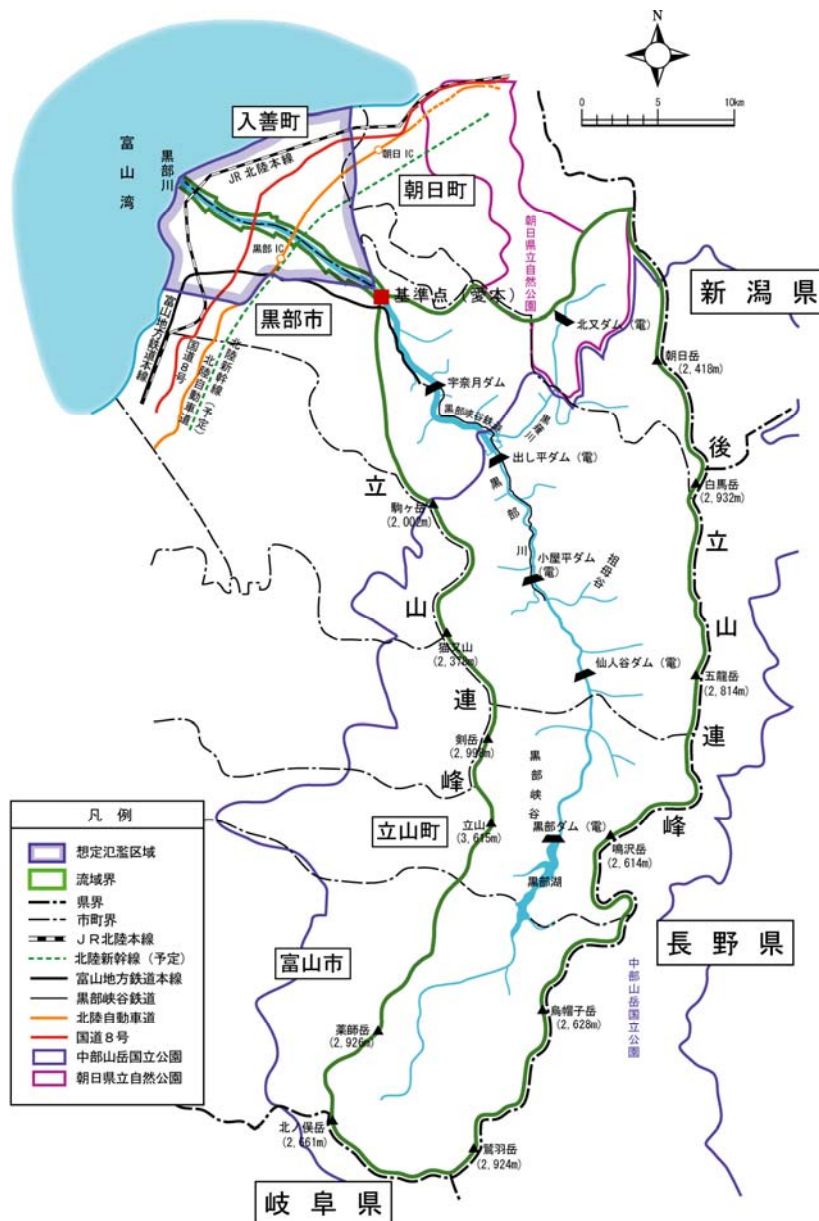 N
0 5 10km
富山湾
黒部川
入善町
JR北陸本線
朝日IC
朝日町
黒部IC
朝日県立自然公園
新潟県
基準点（愛本）
黒部市
北又ダム（電）
富山地方鉄道本線
国道8号
北陸自動車道
北陸新幹線（予定）
朝日岳
(2,418m)
宇奈月ダム
黒部峡谷鉄道
黒薙川
出し平ダム（電）
後立山連峰
白馬岳
(2,932m)
立山連峰
駒ヶ岳
(2,002m)
黒部川
小屋平ダム
（電）
祖母谷
猫又山
(2,378m)
仙人谷ダム（電）
五龍岳
(2,814m)
剣岳
(2,998m)
黒部峡谷
立山町
立山
(3,615m)
黒部ダム（電）
鳴沢岳
(2,614m)
黒部湖
長野県
富山市
中部山岳国立公園
烏帽子岳
(2,628m)
薬師岳
(2,926m)
北ノ俣岳
(2,661m)
鷲羽岳
(2,924m)
岐阜県
凡例
想定氾濫区域
流域界
県界
市町界
ＪＲ北陸本線
北陸新幹線（予定）
富山地方鉄道本線
黒部峡谷鉄道
北陸自動車道
国道８号
中部山岳国立公園
朝日県立自然公園